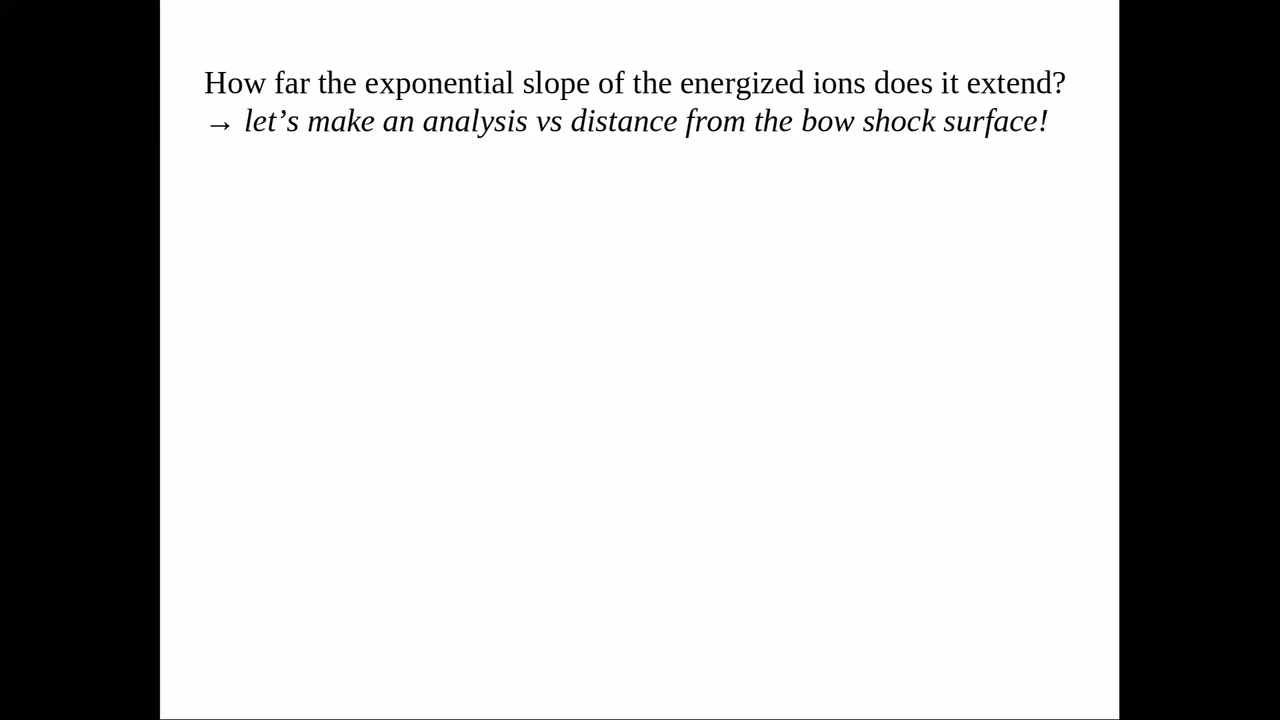 How far the exponential slope of the energized ions does it extend?
→ let’s make an analysis vs distance from the bow shock surface!